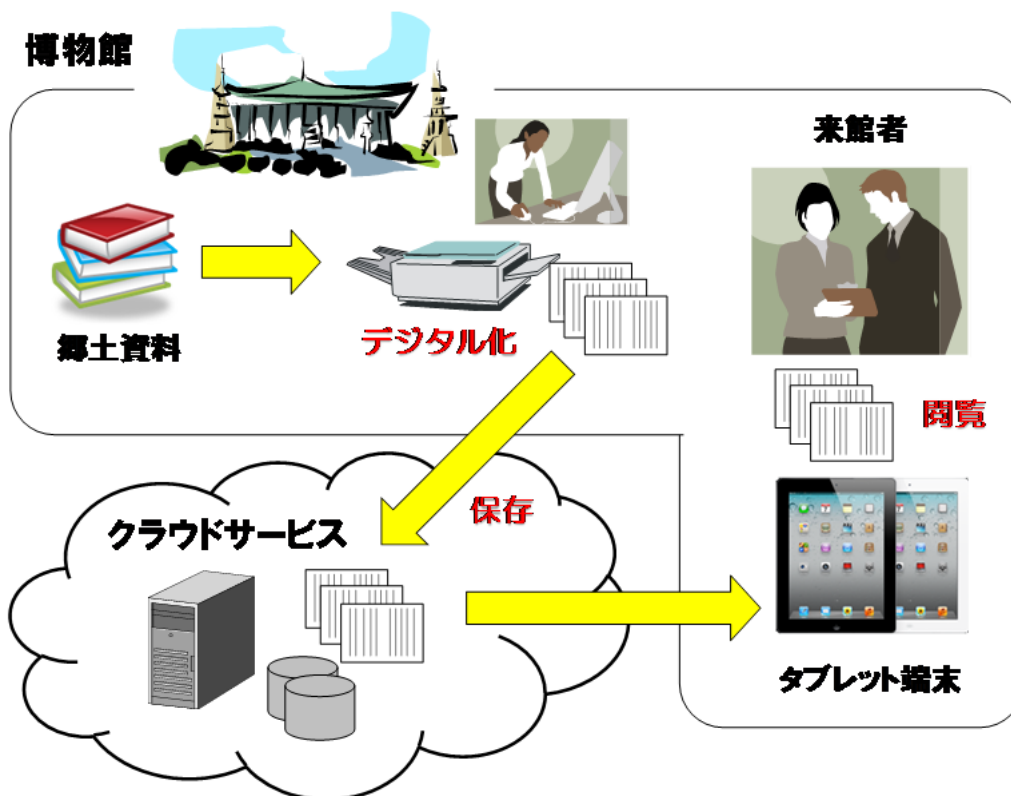 博物館
来館者
郷土資料
デジタル化
閲覧
保存
クラウドサービス
タブレット端末